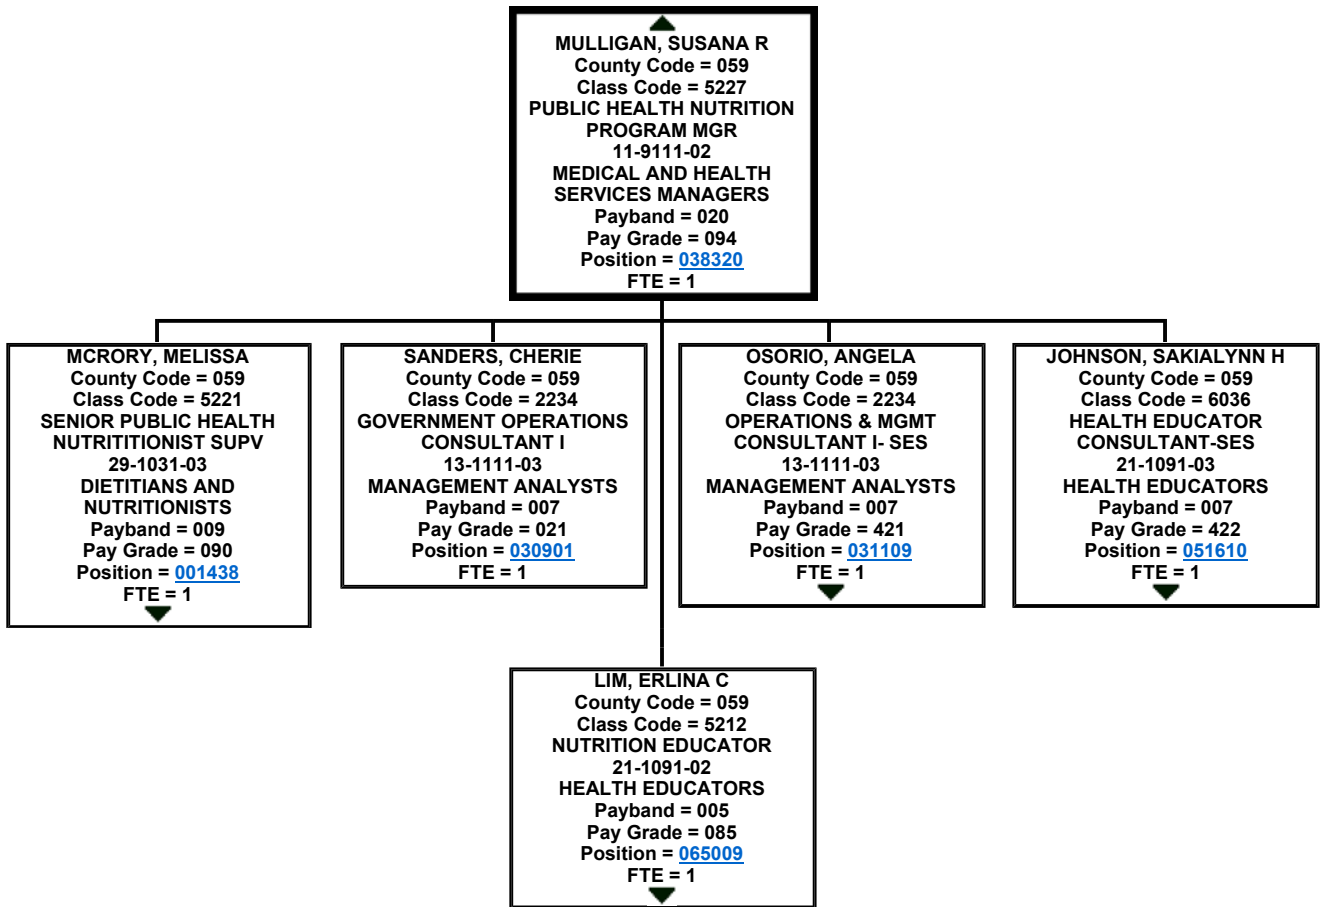 MULLIGAN, SUSANA R
County Code = 059
Class Code = 5227
PUBLIC HEALTH NUTRITION
PROGRAM MGR
11-9111-02
MEDICAL AND HEALTH
SERVICES MANAGERS
Payband = 020
Pay Grade = 094
Position = 038320
FTE = 1
MCRORY, MELISSA
County Code = 059
Class Code = 5221
SENIOR PUBLIC HEALTH
NUTRITITIONIST SUPV
29-1031-03
DIETITIANS AND
NUTRITIONISTS
Payband = 009
Pay Grade = 090
Position = 001438
FTE = 1
SANDERS, CHERIE
County Code = 059
Class Code = 2234
GOVERNMENT OPERATIONS
CONSULTANT I
13-1111-03
MANAGEMENT ANALYSTS
Payband = 007
Pay Grade = 021
Position = 030901
FTE = 1
OSORIO, ANGELA
County Code = 059
Class Code = 2234
OPERATIONS & MGMT
CONSULTANT I- SES
13-1111-03
MANAGEMENT ANALYSTS
Payband = 007
Pay Grade = 421
Position = 031109
FTE = 1
JOHNSON, SAKIALYNN H
County Code = 059
Class Code = 6036
HEALTH EDUCATOR
CONSULTANT-SES
21-1091-03
HEALTH EDUCATORS
Payband = 007
Pay Grade = 422
Position = 051610
FTE = 1
LIM, ERLINA C
County Code = 059
Class Code = 5212
NUTRITION EDUCATOR
21-1091-02
HEALTH EDUCATORS
Payband = 005
Pay Grade = 085
Position = 065009
FTE = 1